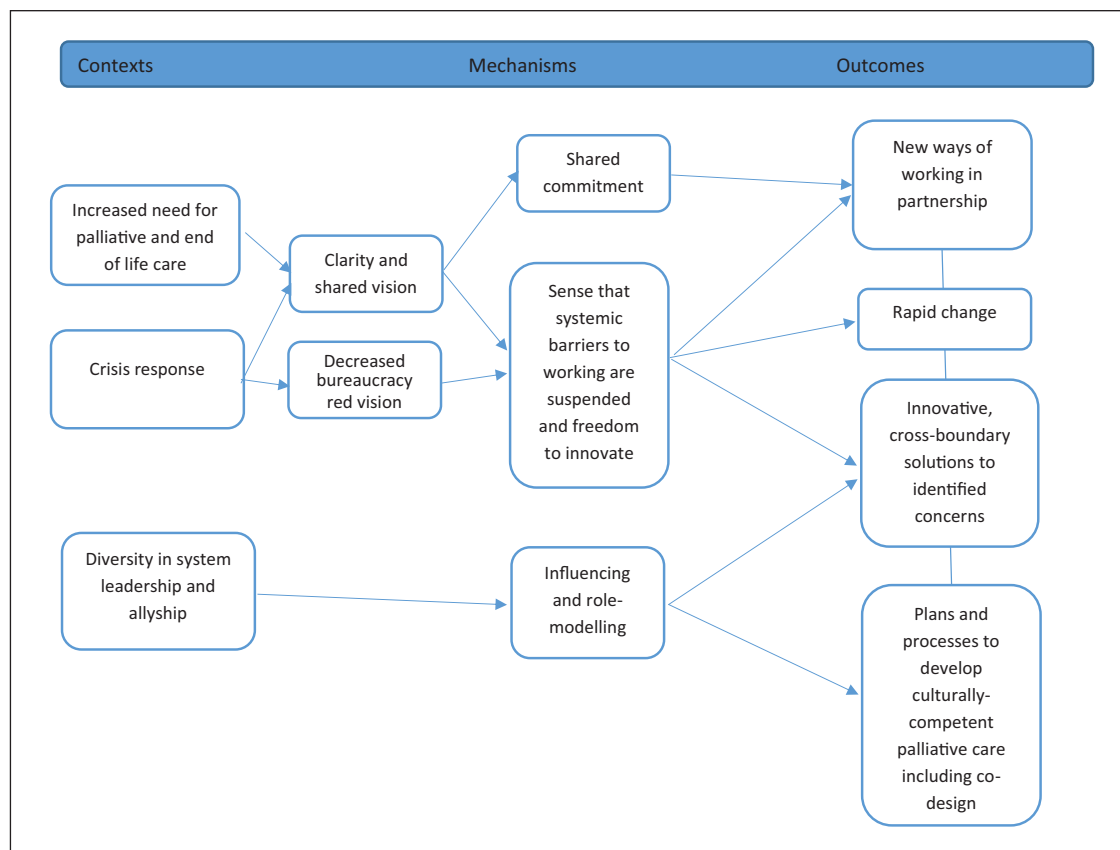 Contexts
Mechanisms
Outcomes
Increased need for
palliative and end
of life care
Crisis response
Diversity in system
leadership and
allyship
Clarity and
shared vision
Decreased
bureaucracy
red vision
Shared
commitment
Sense that
systemic
barriers to
working are
suspended
and freedom
to innovate
Influencing
and role-
modelling
New ways of
working in
partnership
Rapid change
Innovative,
cross-boundary
solutions to
identified
concerns
Plans and
processes to
develop
culturally-
competent
palliative care
including co-
design